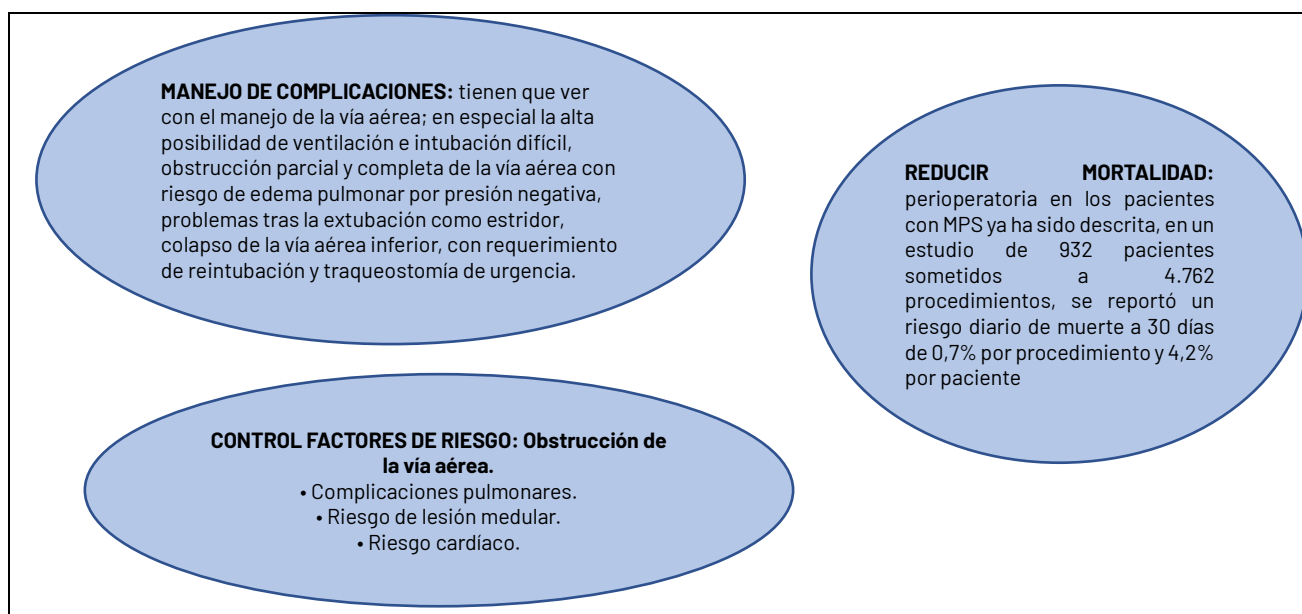 MANEJO DE COMPLICACIONES: tienen que ver
con el manejo de la vía aérea; en especial la alta
posibilidad de ventilación e intubación difícil,
obstrucción parcial y completa de la vía aérea con
riesgo de edema pulmonar por presión negativa,
problemas tras la extubación como estridor,
colapso de la vía aérea inferior, con requerimiento
de reintubación y traqueostomía de urgencia.
REDUCIR MORTALIDAD:
perioperatoria en los pacientes
con MPS ya ha sido descrita, en un
estudio de 932 pacientes
sometidos a 4.762
procedimientos, se reportó un
riesgo diario de muerte a 30 días
de 0,7% por procedimiento y 4,2%
por paciente
CONTROL FACTORES DE RIESGO: Obstrucción de
la vía aérea.
• Complicaciones pulmonares.
• Riesgo de lesión medular.
• Riesgo cardíaco.